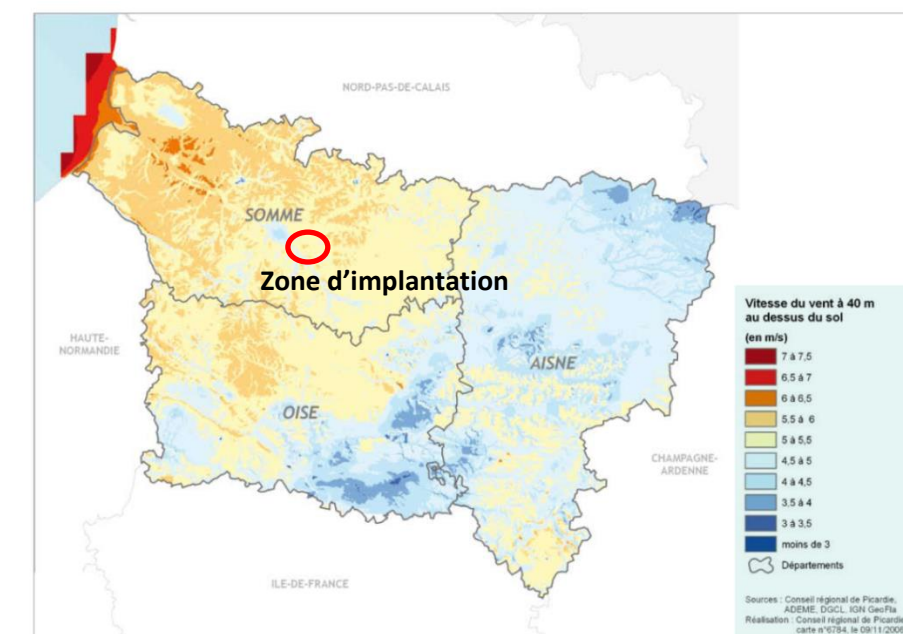 NORD-PAS-DE-CALAIS
SOMME
Zone d’implantation
HAUTE-
NORMANDIE
AISNE
OISE
CHAMPAGNE-
ARDENNE
ILE-DE-FRANCE
Vitesse du vent à 40 m
au dessus du sol
(en m/s)
7 à 7,5
6,5 à 7
6 à 6,5
5,5 à 6
5 à 5,5
4,5 à 5
4 à 4,5
3,5 à 4
3 à 3,5
moins de 3
Départements
Sources : Conseil régional de Picardie,
ADEME, DGCL, IGN GeoFla
Réalisation : Conseil régional de Picardie
carte n°6784, le 09/11/2006